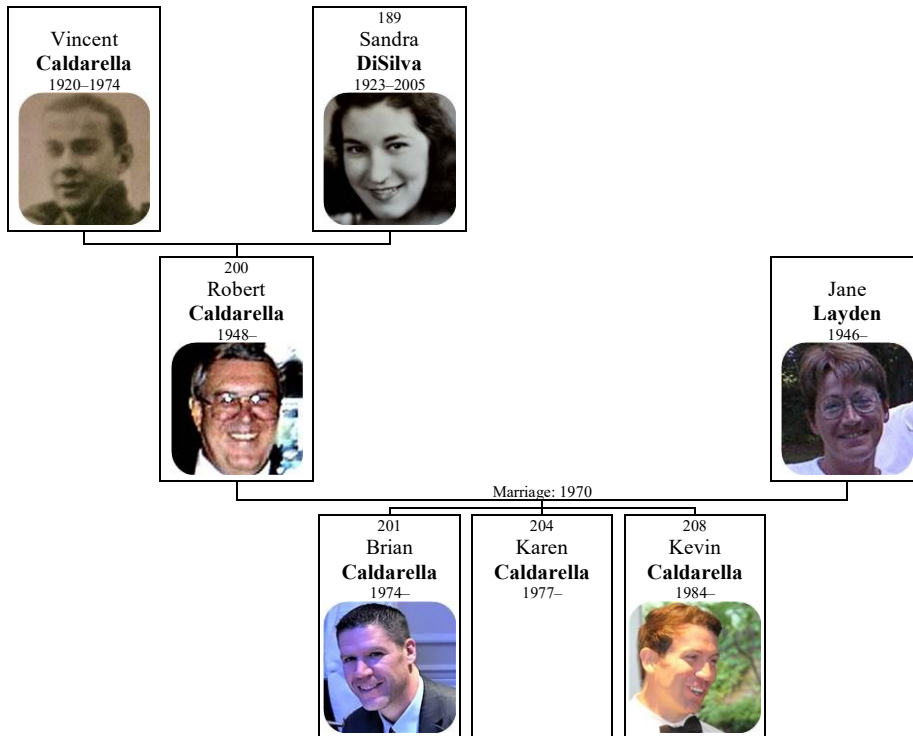 Vincent
Caldarella
1920–1974
189
Sandra
DiSilva
1923–2005
200
Robert
Caldarella
1948–
Jane
Layden
1946–
Marriage: 1970
201
Brian
Caldarella
1974–
204
Karen
Caldarella
1977–
208
Kevin
Caldarella
1984–